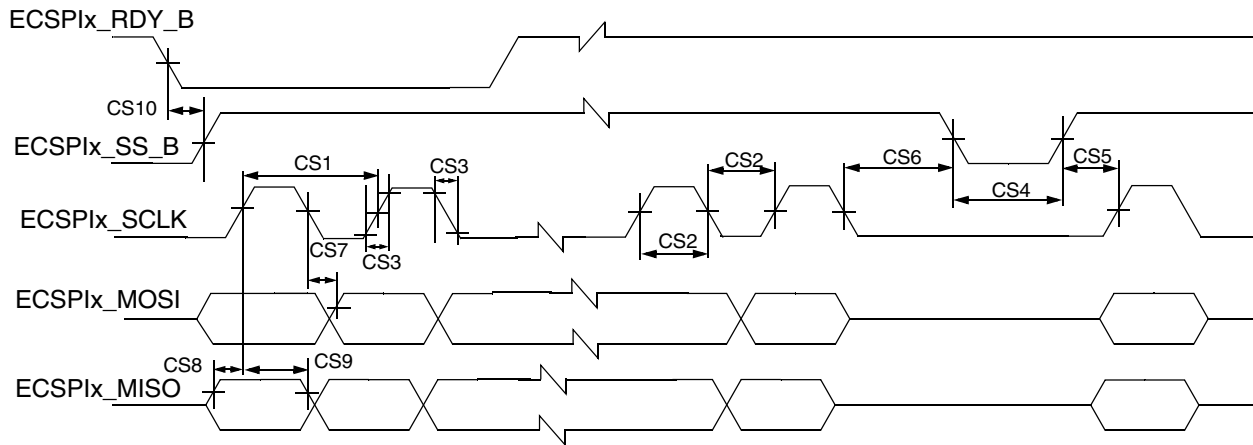 ECSPIx_RDY_B
CS10
ECSPIx_SS_B
CS1
CS3
CS2
CS6
CS5
CS4
ECSPIx_SCLK
CS7
CS3
CS2
ECSPIx_MOSI
CS8
CS9
ECSPIx_MISO